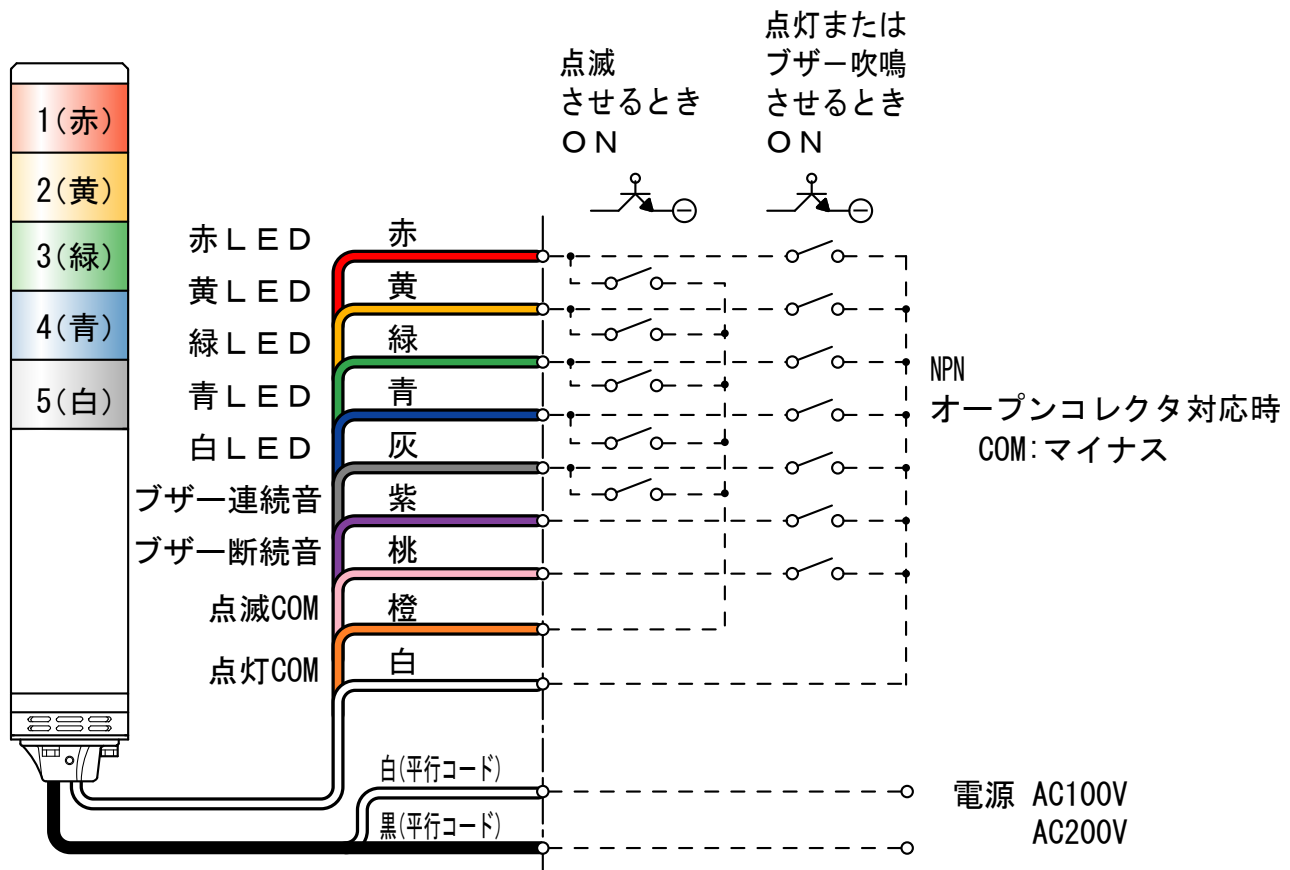 点滅
させるとき
ＯＮ
点灯または
ブザー吹鳴
させるとき
ＯＮ
1(赤)
2(黄)
3(緑)
4(青)
5(白)
赤ＬＥＤ 赤
黄ＬＥＤ 黄
緑ＬＥＤ 緑
青ＬＥＤ 青
白ＬＥＤ 灰
ブザー連続音 紫
ブザー断続音 桃
点滅COM 橙
点灯COM 白
NPN
オープンコレクタ対応時
COM:マイナス
白(平行コード)
黒(平行コード)
電源 AC100V
AC200V